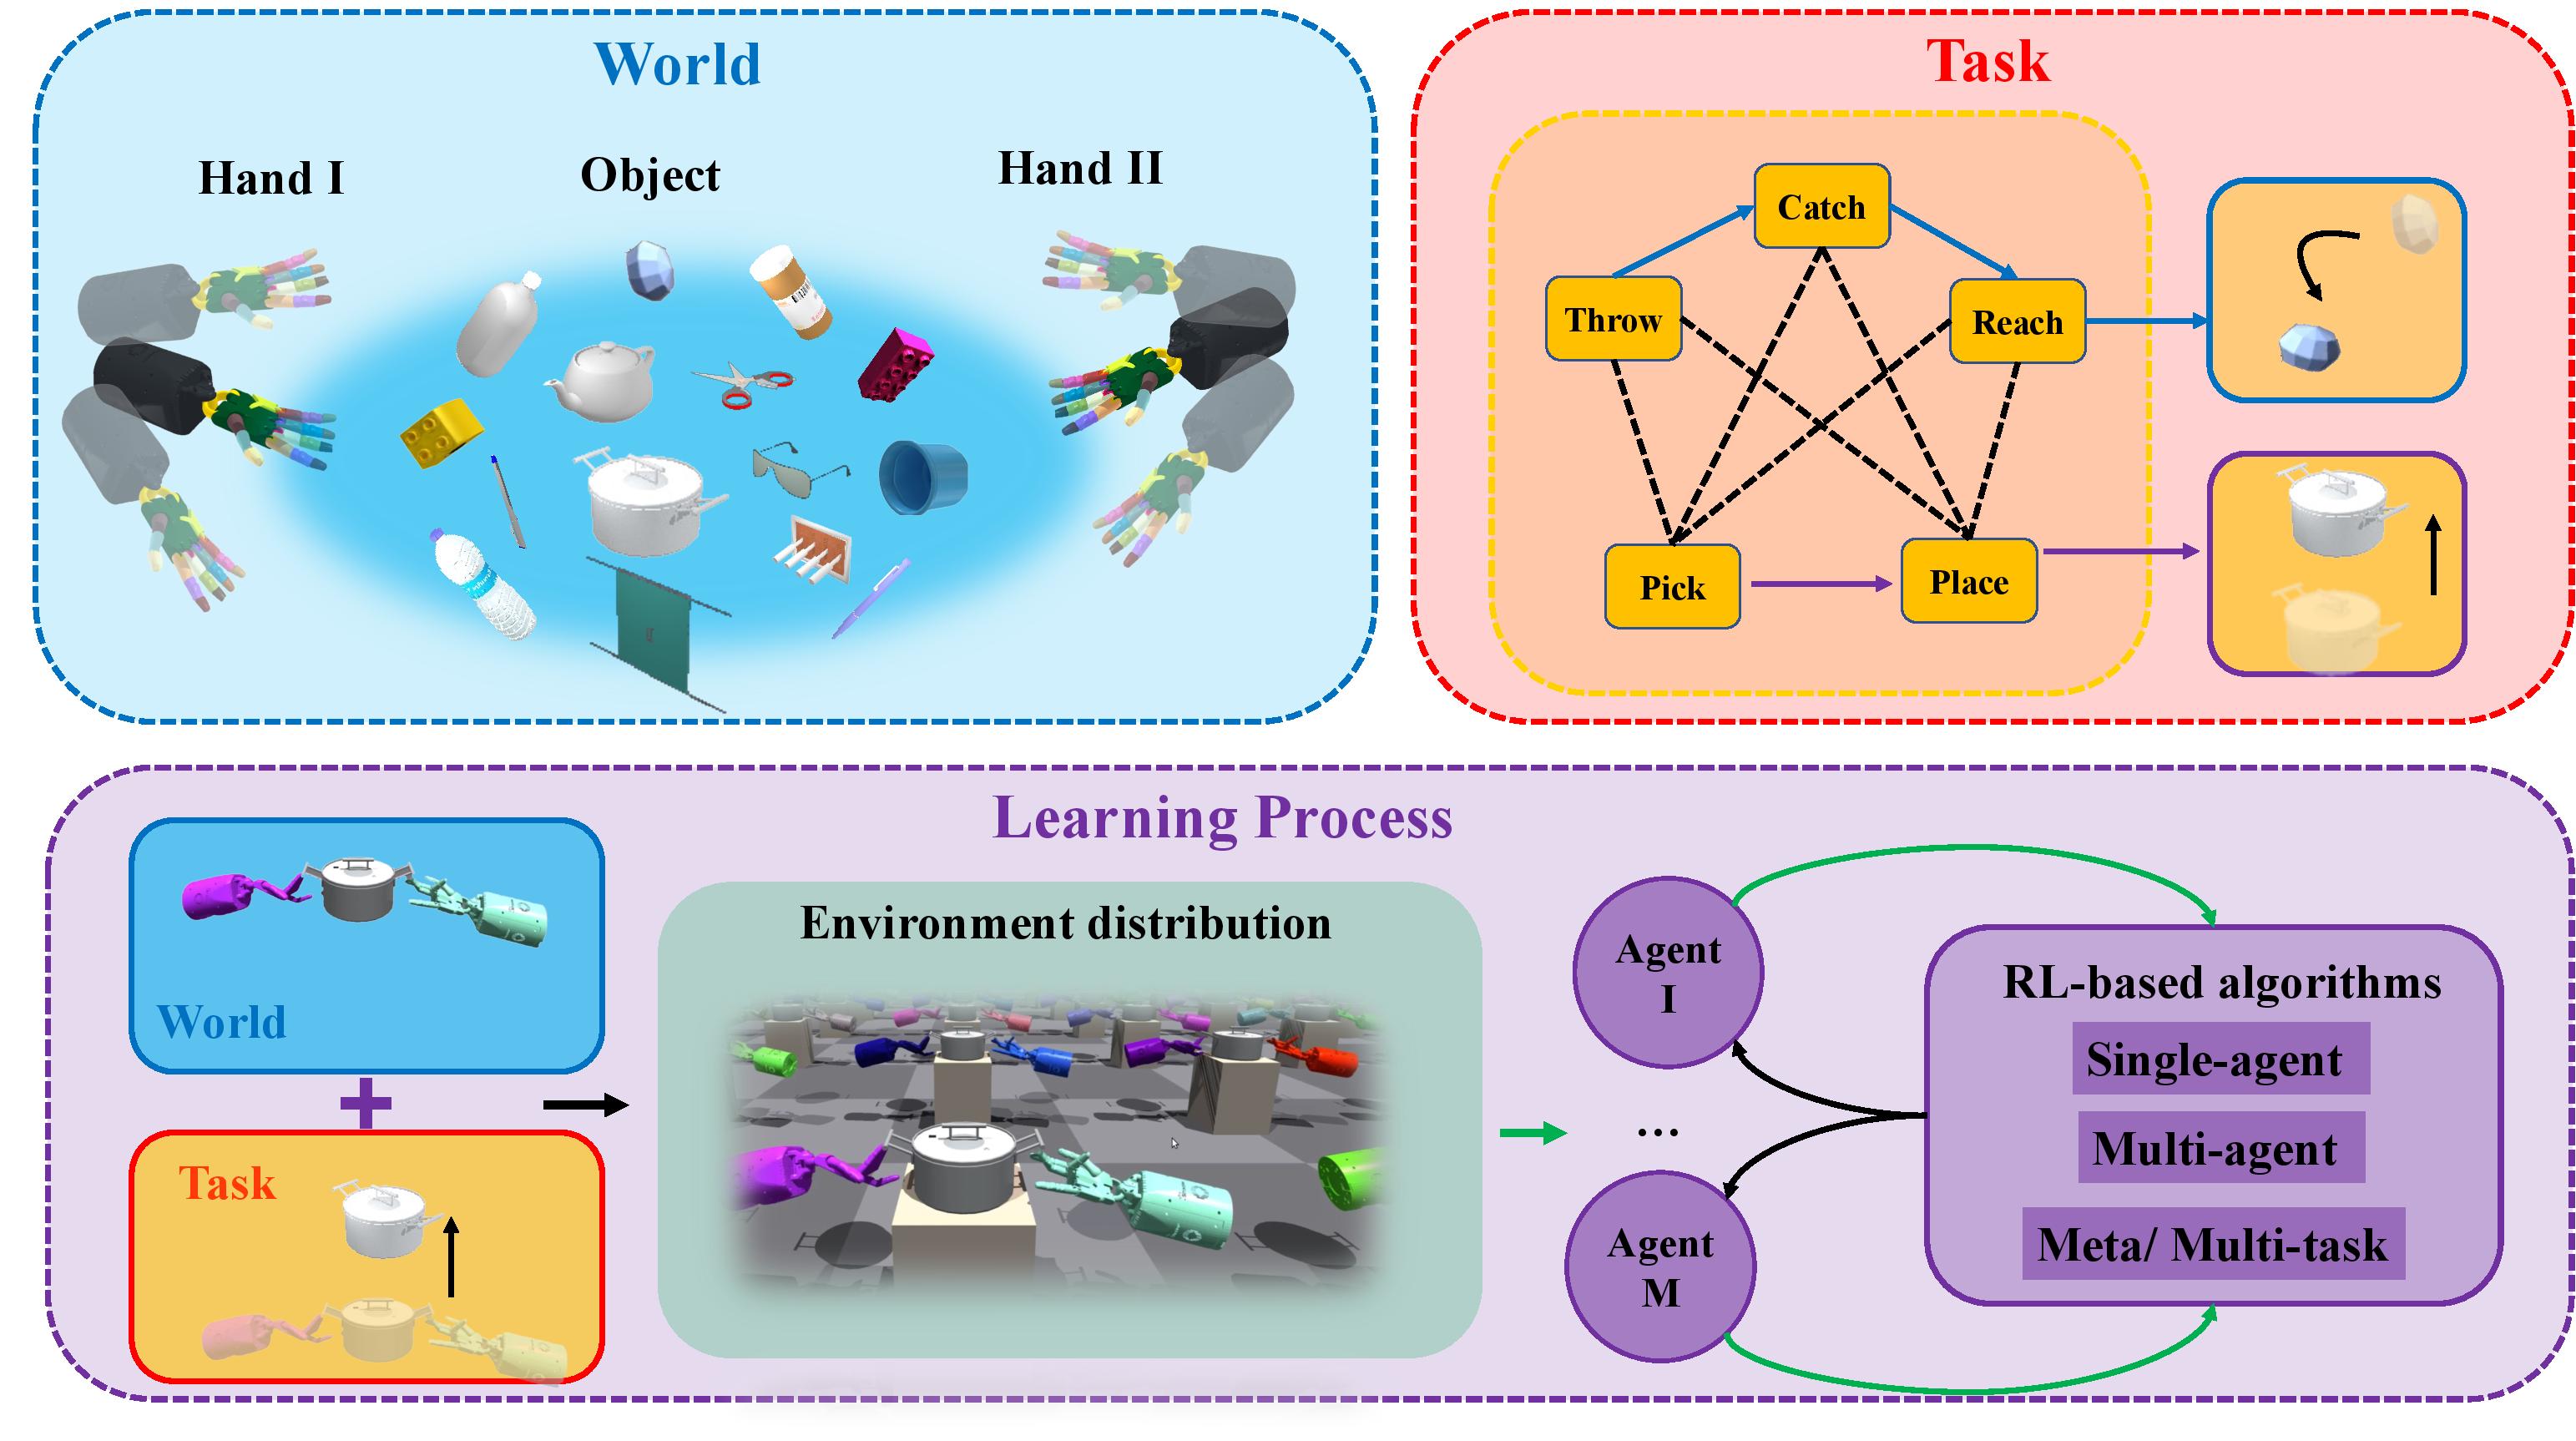 World
Hand I
Object
Hand II
Task
Catch
Throw
Reach
Pick
Place
Learning Process
World
Task
Environment distribution
Agent
I
...
Agent
M
RL-based algorithms
Single-agent
Multi-agent
Meta/ Multi-task